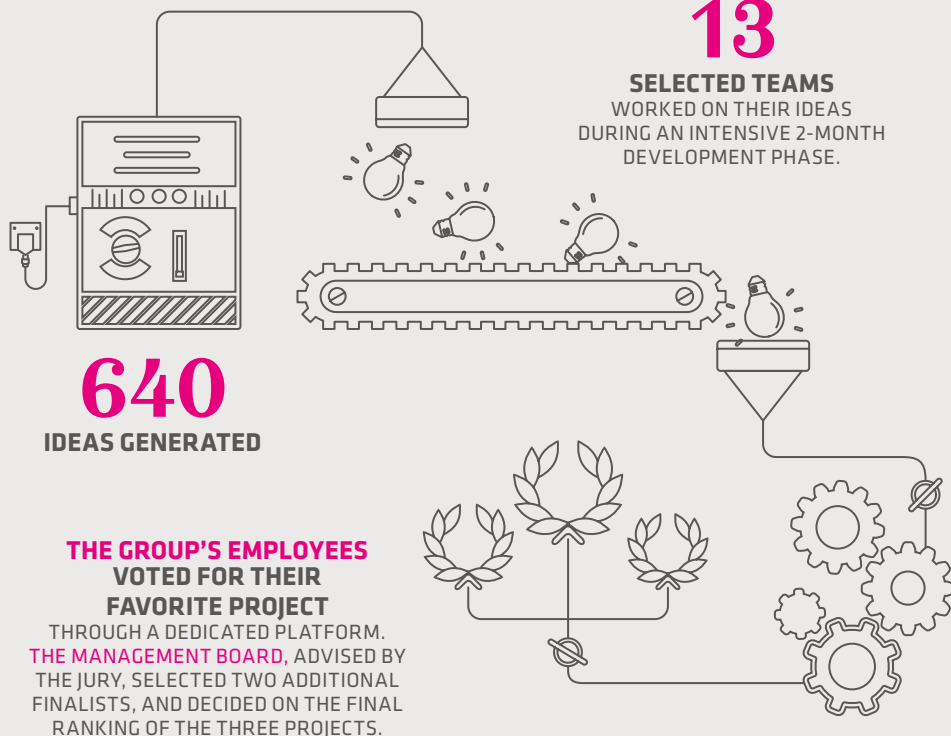 13
SELECTED TEAMS
WORKED ON THEIR IDEAS
DURING AN INTENSIVE 2-MONTH
DEVELOPMENT PHASE.
640
IDEAS GENERATED
THE GROUP'S EMPLOYEES
VOTED FOR THEIR
FAVORITE PROJECT
THROUGH A DEDICATED PLATFORM.
THE MANAGEMENT BOARD, ADVISED BY
THE JURY, SELECTED TWO ADDITIONAL
FINALISTS, AND DECIDED ON THE FINAL
RANKING OF THE THREE PROJECTS.